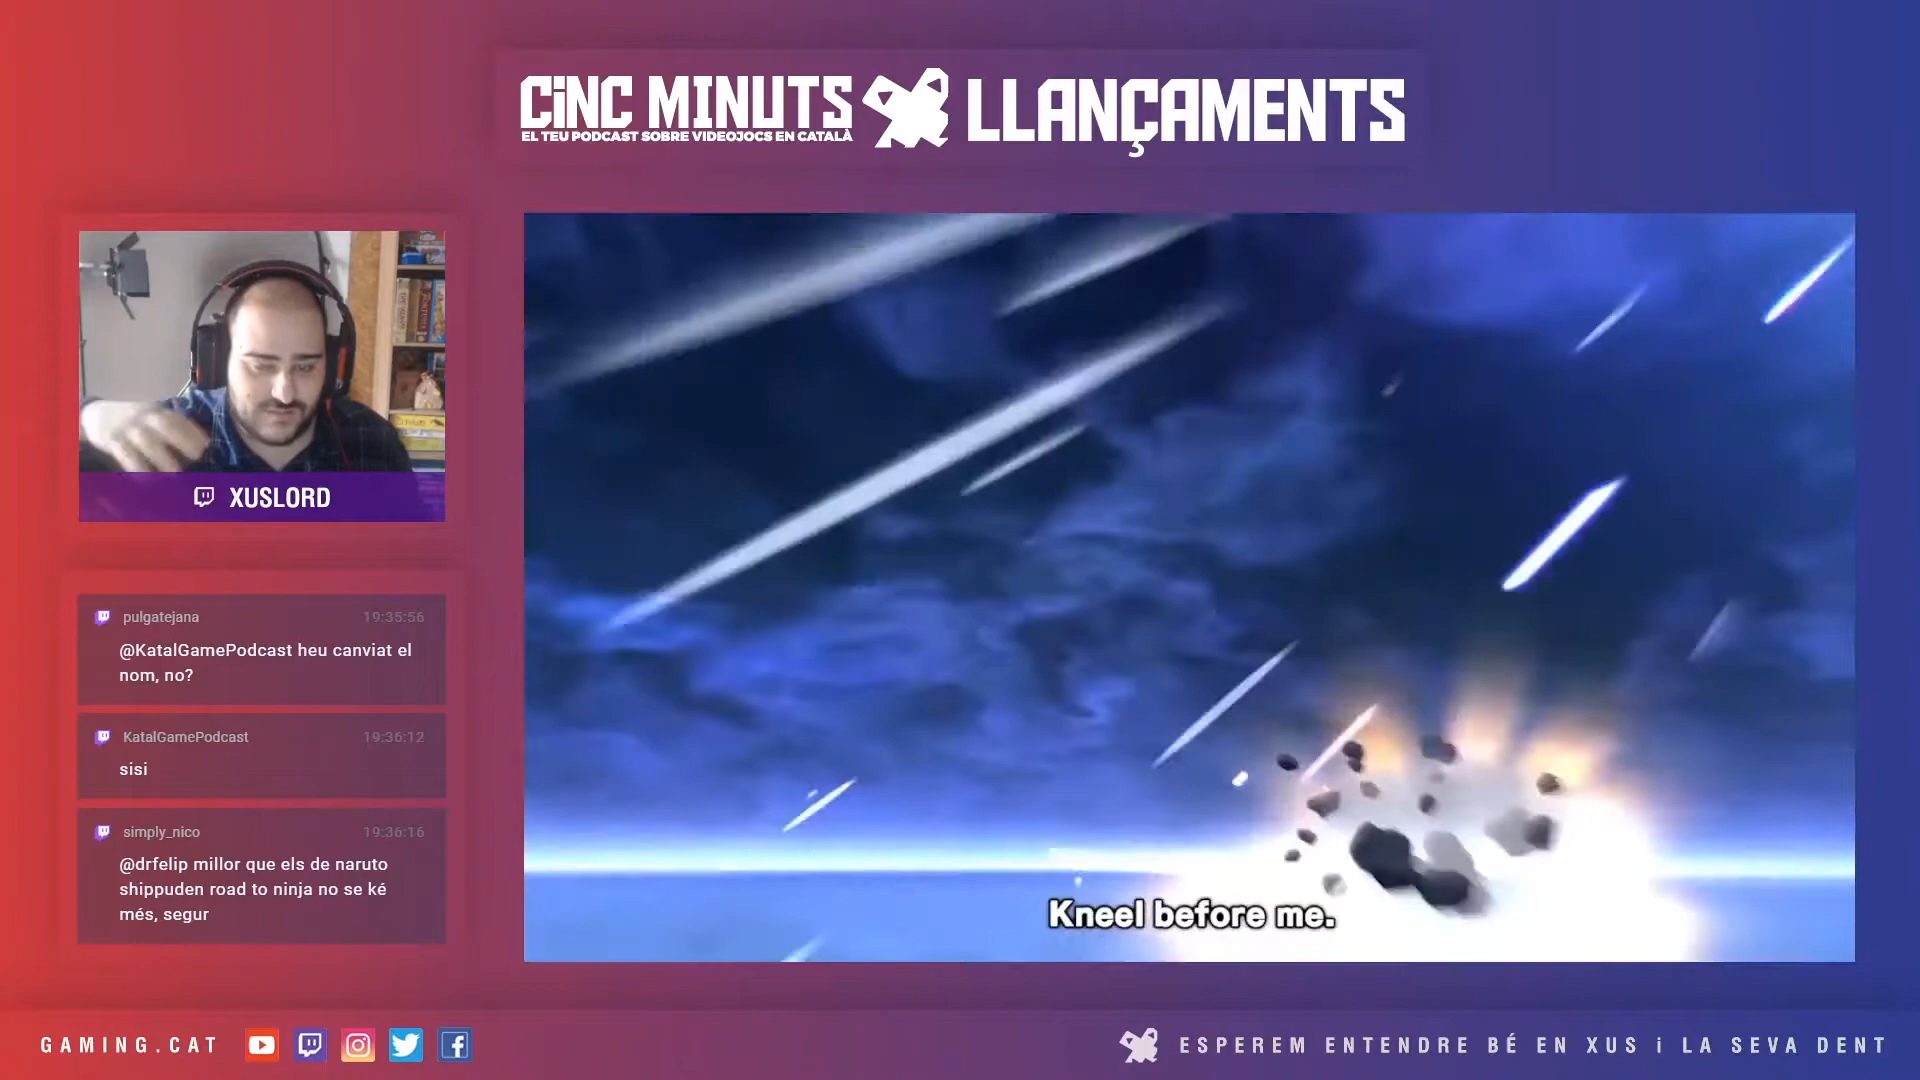 CiNC MINUTS
EL TEU PODCAST SOBRE VIDEOJOCS EN CATALÀ
LLANÇAMENTS
XUSLORD
pulgatejana 19:35:56
@KatalGamePodcast heu canviat el
nom, no?
KatalGamePodcast 19:36:12
sisi
simply_nico 19:36:16
@drfelip millor que els de naruto
shippuden road to ninja no se ké
més, segur
Kneel before me.
GAMING.CAT
ESPEREM ENTENDRE BÉ EN XUS i LA SEVA DENT